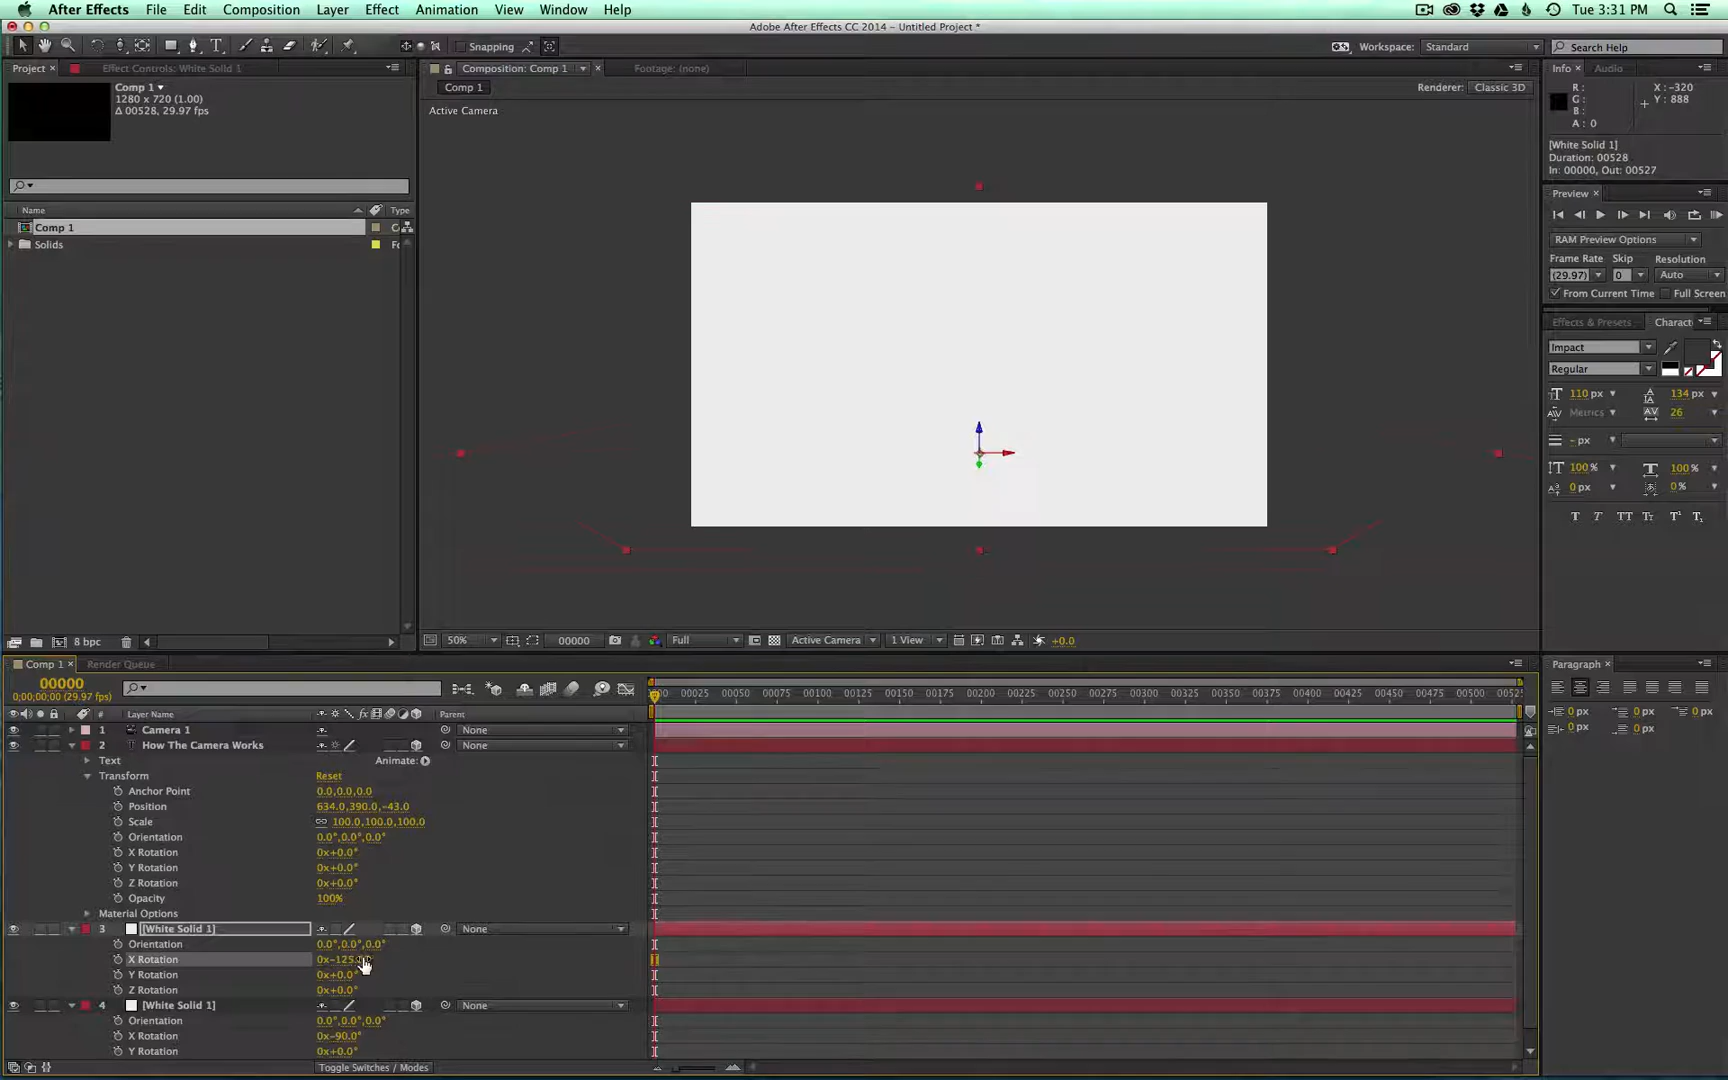 After Effects File Edit Composition Layer Effect Animation View Window Help Tue 3:31 PM
Adobe After Effects CC 2014 – Untitled Project *
Snapping Workspace: Standard Search Help
Project Effect Controls: White Solid 1 Composition: Comp 1 Footage: (none) Info Audio
Comp 1
1280 x 720 (1.00)
Δ 00528, 29.97 fps
Comp 1 Renderer: Classic 3D
Active Camera
R :
G :
B :
A : 0
X : -320
Y : 888
[White Solid 1]
Duration: 00528
In: 00000, Out: 00527
Preview
Name Type
Comp 1 C
Solids Fo
RAM Preview Options
Frame Rate Skip Resolution
(29.97) 0 Auto
From Current Time Full Screen
Effects & Presets Charact
Impact
Regular
110 px 134 px
Metrics 26
- px
100 % 100 %
0 px 0 %
T T TT Tr T¹ T₁
8 bpc 50% 00000 Full Active Camera 1 View +0.0
Comp 1 Render Queue Paragraph
00000
0;00;00;00 (29.97 fps)
00025 00050 00075 00100 00125 00150 00175 00200 00225 00250 00275 00300 00325 00350 00375 00400 00425 00450 00475 00500
# Layer Name Parent
0 px 0 px 0 px
0 px 0 px
1 Camera 1 None
2 How The Camera Works None
Text Animate:
Transform Reset
Anchor Point 0.0,0.0,0.0
Position 634.0,390.0,-43.0
Scale 100.0,100.0,100.0
Orientation 0.0°,0.0°,0.0°
X Rotation 0x+0.0°
Y Rotation 0x+0.0°
Z Rotation 0x+0.0°
Opacity 100%
Material Options
3 [White Solid 1] None
Orientation 0.0°,0.0°,0.0°
X Rotation 0x-125
Y Rotation 0x+0.0°
Z Rotation 0x+0.0°
4 [White Solid 1] None
Orientation 0.0°,0.0°,0.0°
X Rotation 0x-90.0°
Y Rotation 0x+0.0°
Toggle Switches / Modes